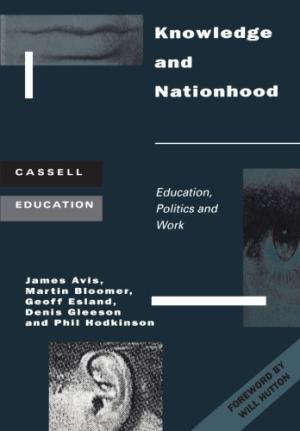 Knowledge
and
Nationhood
CASSELL
EDUCATION
Education,
Politics and
Work
James Avis,
Martin Bloomer,
Geoff Esland,
Denis Gleeson
and Phil Hodkinson
FOREWORD BY
WILL HUTTON